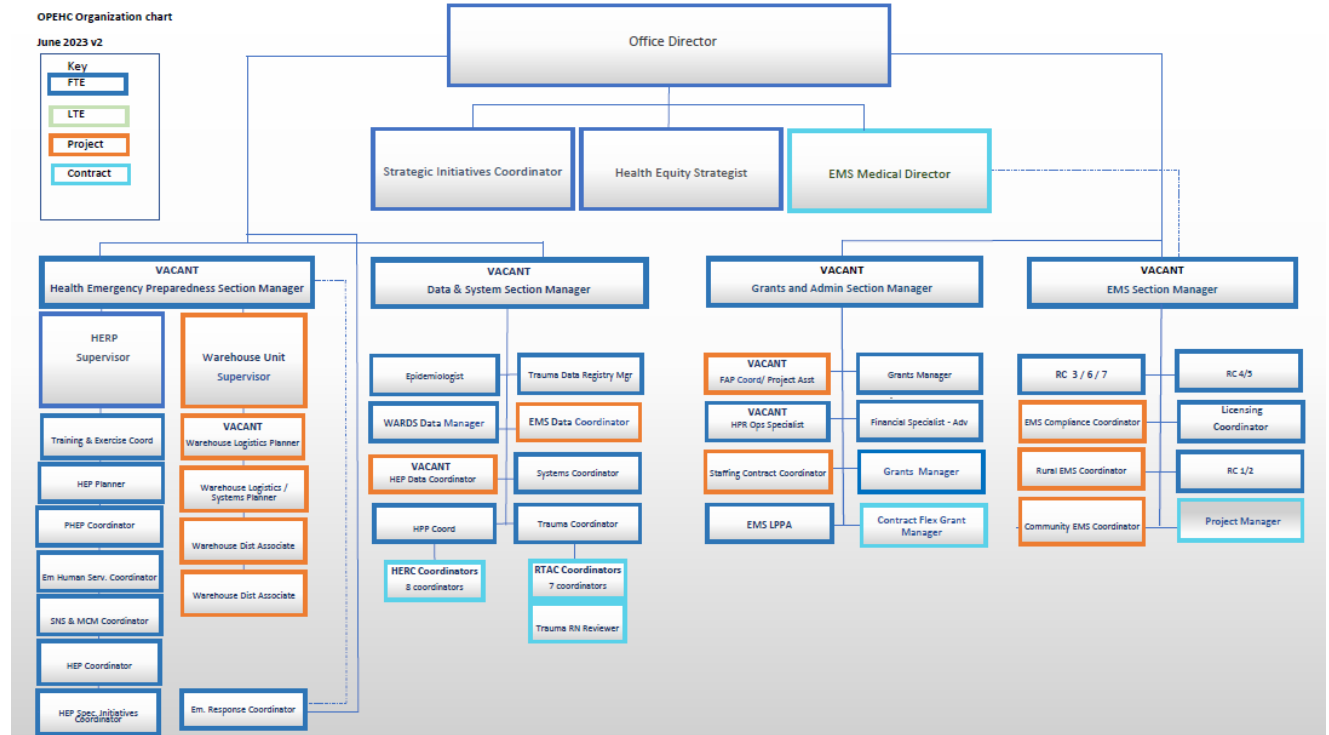 OPEHC Organization chart
June 2023 v2
Key
FTE
LTE
Project
Contract
Office Director
Strategic Initiatives Coordinator
Health Equity Strategist
EMS Medical Director
VACANT
Health Emergency Preparedness Section Manager
VACANT
Data & System Section Manager
VACANT
Grants and Admin Section Manager
VACANT
EMS Section Manager
HERP
Supervisor
Training & Exercise Coord
HEP Planner
PHEP Coordinator
Em Human Serv. Coordinator
SNS & MCM Coordinator
HEP Coordinator
HEP Spec. Initiatives
Coordinator
Warehouse Unit
Supervisor
VACANT
Warehouse Logistics Planner
Warehouse Logistics /
Systems Planner
Warehouse Dist Associate
Warehouse Dist Associate
Em. Response Coordinator
Epidemiologist
Trauma Data Registry Mgr
WARDS Data Manager
EMS Data Coordinator
VACANT
HEP Data Coordinator
Systems Coordinator
HPP Coord
Trauma Coordinator
HERC Coordinators
8 coordinators
RTAC Coordinators
7 coordinators
Trauma RN Reviewer
VACANT
FAP Coord/ Project Asst
Grants Manager
VACANT
HPR Ops Specialist
Financial Specialist - Adv
Staffing Contract Coordinator
Grants Manager
EMS LPPA
Contract Flex Grant
Manager
RC 3 / 6 / 7
RC 4/5
EMS Compliance Coordinator
Licensing
Coordinator
Rural EMS Coordinator
RC 1/2
Community EMS Coordinator
Project Manager